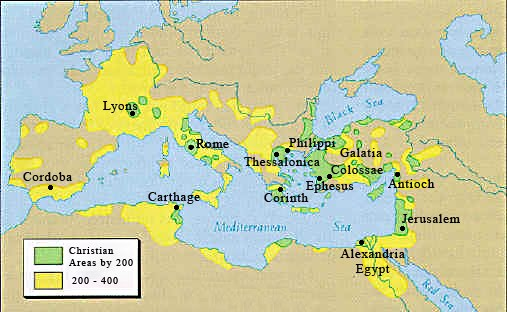 Black Sea
Lyons
Rome
Philippi
Thessalonica
Galatia
Colossae
Cordoba
Ephesus
Antioch
Carthage
Corinth
Jerusalem
Mediterranean Sea
Alexandria
Egypt
Red Sea
Christian
Areas by 200
200 - 400